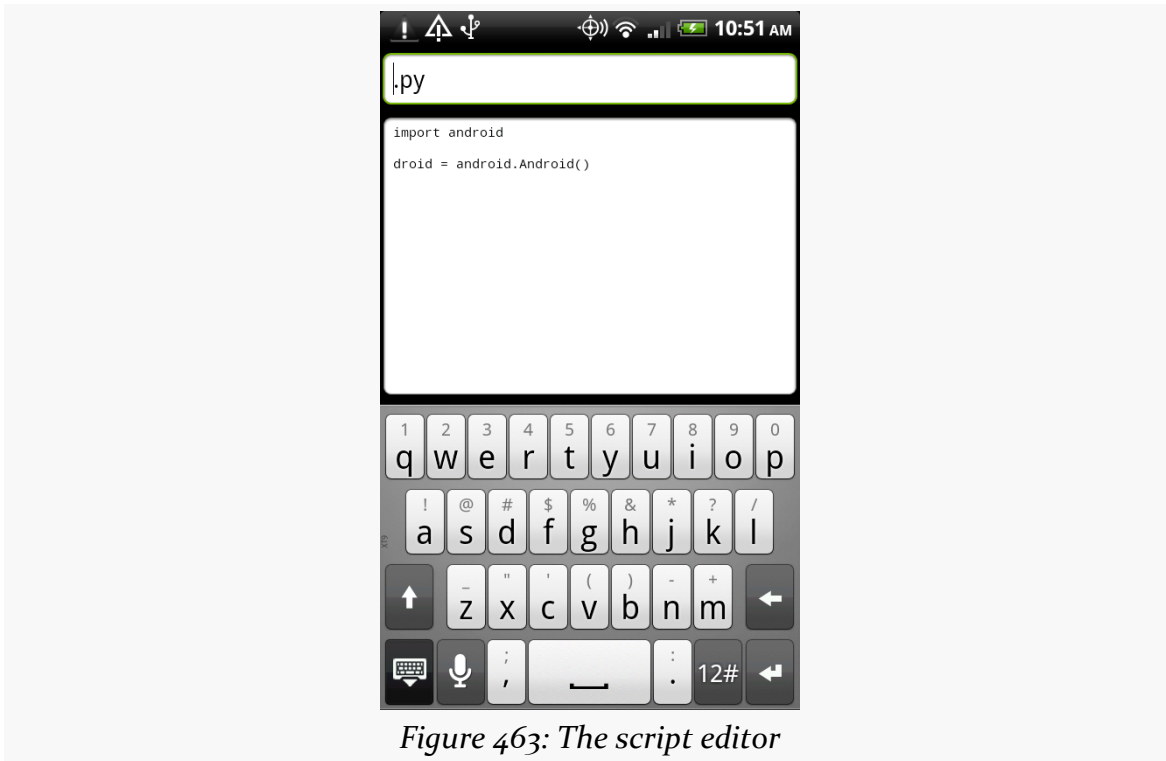 10:51 AM
.py
import android
droid = android.Android()
1 2 3 4 5 6 7 8 9 0
q w e r t y u i o p
! @ # $ % & * ? /
a s d f g h j k l
_ " ' ( ) - +
z x c v b n m
; :
, . 12#
XT9
Figure 463: The script editor